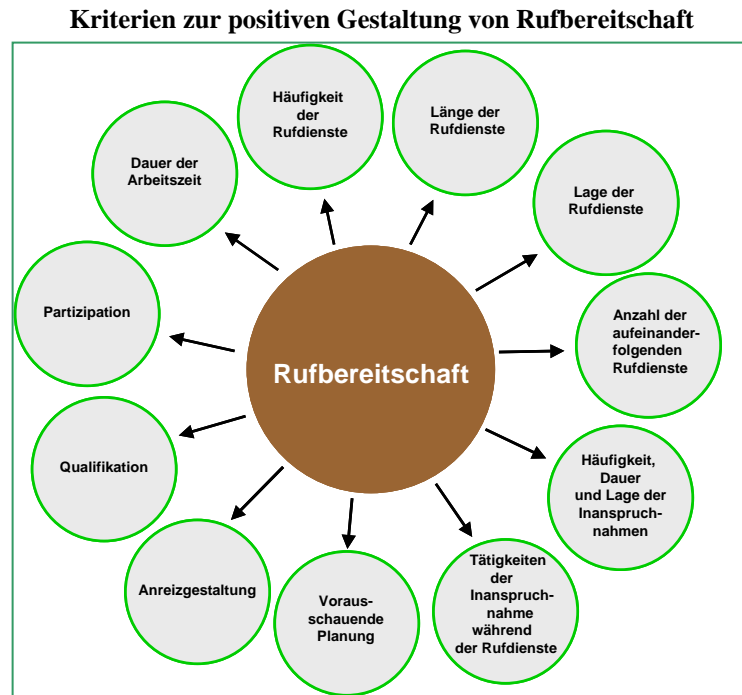 Kriterien zur positiven Gestaltung von Rufbereitschaft
Häufigkeit
der
Rufdienste
Länge der
Rufdienste
Lage der
Rufdienste
Anzahl der
aufeinander-
folgenden
Rufdienste
Häufigkeit,
Dauer
und Lage der
Inanspruch-
nahmen
Tätigkeiten
der
Inanspruch-
nahme
während
der Rufdienste
Voraus-
schauende
Planung
Anreizgestaltung
Qualifikation
Partizipation
Dauer der
Arbeitszeit
Rufbereitschaft